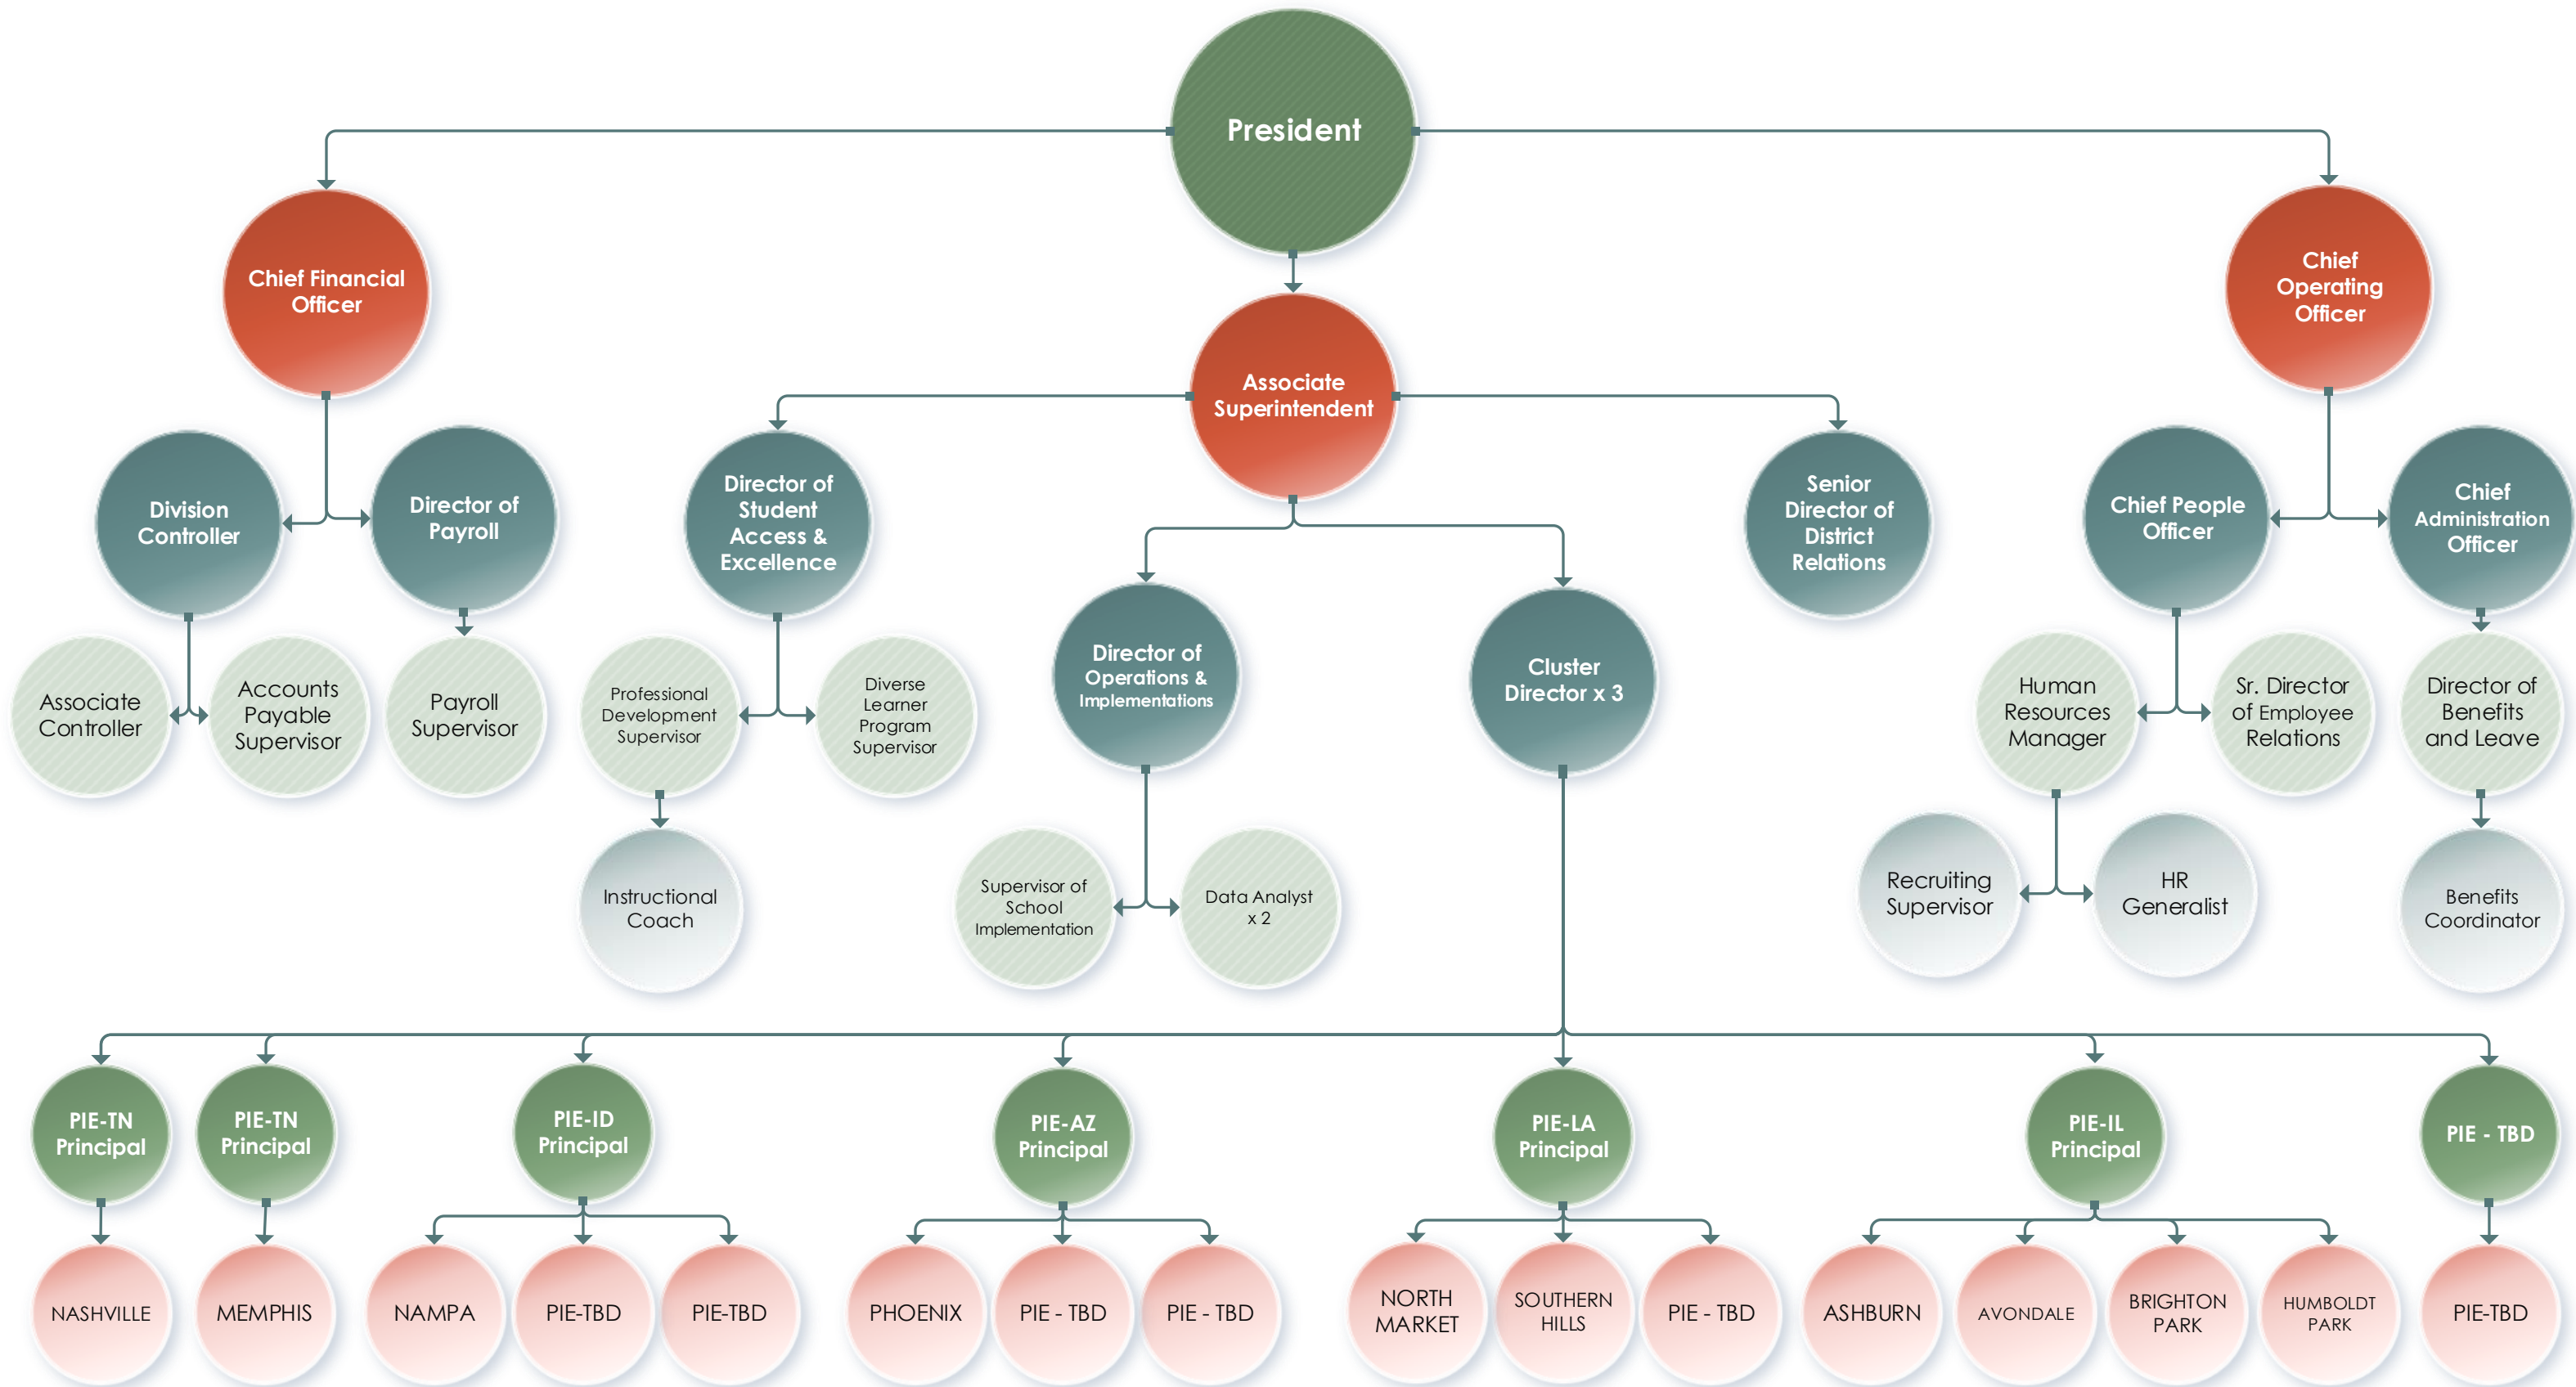 President
Chief Financial
Officer
Chief
Operating
Officer
Associate
Superintendent
Division
Controller
Director of
Payroll
Director of
Student
Access &
Excellence
Senior
Director of
District
Relations
Chief People
Officer
Chief
Administration
Officer
Director of
Operations &
Implementations
Cluster
Director x 3
Associate
Controller
Accounts
Payable
Supervisor
Payroll
Supervisor
Professional
Development
Supervisor
Diverse
Learner
Program
Supervisor
Human
Resources
Manager
Sr. Director
of Employee
Relations
Director of
Benefits
and Leave
Instructional
Coach
Supervisor of
School
Implementation
Data Analyst
x 2
Recruiting
Supervisor
HR
Generalist
Benefits
Coordinator
PIE-TN
Principal
PIE-TN
Principal
PIE-ID
Principal
PIE-AZ
Principal
PIE-LA
Principal
PIE-IL
Principal
PIE - TBD
NASHVILLE
MEMPHIS
NAMPA
PIE-TBD
PIE-TBD
PHOENIX
PIE - TBD
PIE - TBD
NORTH
MARKET
SOUTHERN
HILLS
PIE - TBD
ASHBURN
AVONDALE
BRIGHTON
PARK
HUMBOLDT
PARK
PIE-TBD